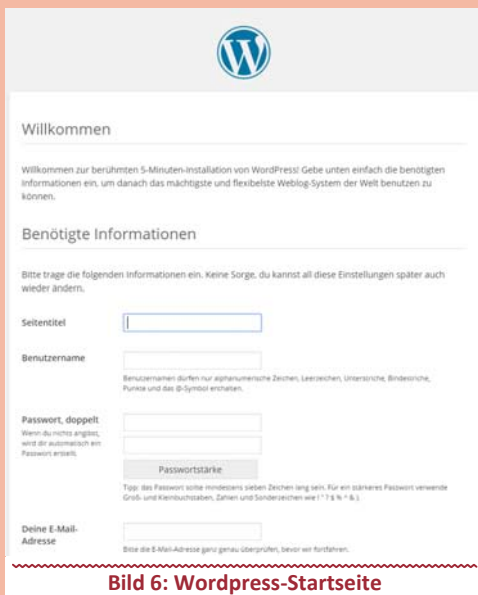 Willkommen
Willkommen zur berühmten 5-Minuten-Installation von WordPress! Gebe unten einfach die benötigten
Informationen ein, um danach das mächtigste und flexibelste Weblog-System der Welt benutzen zu
können.
Benötigte Informationen
Bitte trage die folgenden Informationen ein. Keine Sorge, du kannst all diese Einstellungen später auch
wieder ändern.
Seitentitel
Benutzername
Benutzernamen dürfen nur alphanumerische Zeichen, Leerzeichen, Unterstriche, Bindestriche,
Punkte und das @-Symbol enthalten.
Passwort, doppelt
Wenn du nichts angibst,
wird dir automatisch ein
Passwort erstellt.
Passwortstärke
Tipp: das Passwort sollte mindestens sieben Zeichen lang sein. Für ein stärkeres Passwort verwende
Groß- und Kleinbuchstaben, Zahlen und Sonderzeichen wie ! " ? $ % ^ & ).
Deine E-Mail-
Adresse
Bitte die E-Mail-Adresse ganz genau überprüfen, bevor wir fortfahren.
Bild 6: Wordpress-Startseite